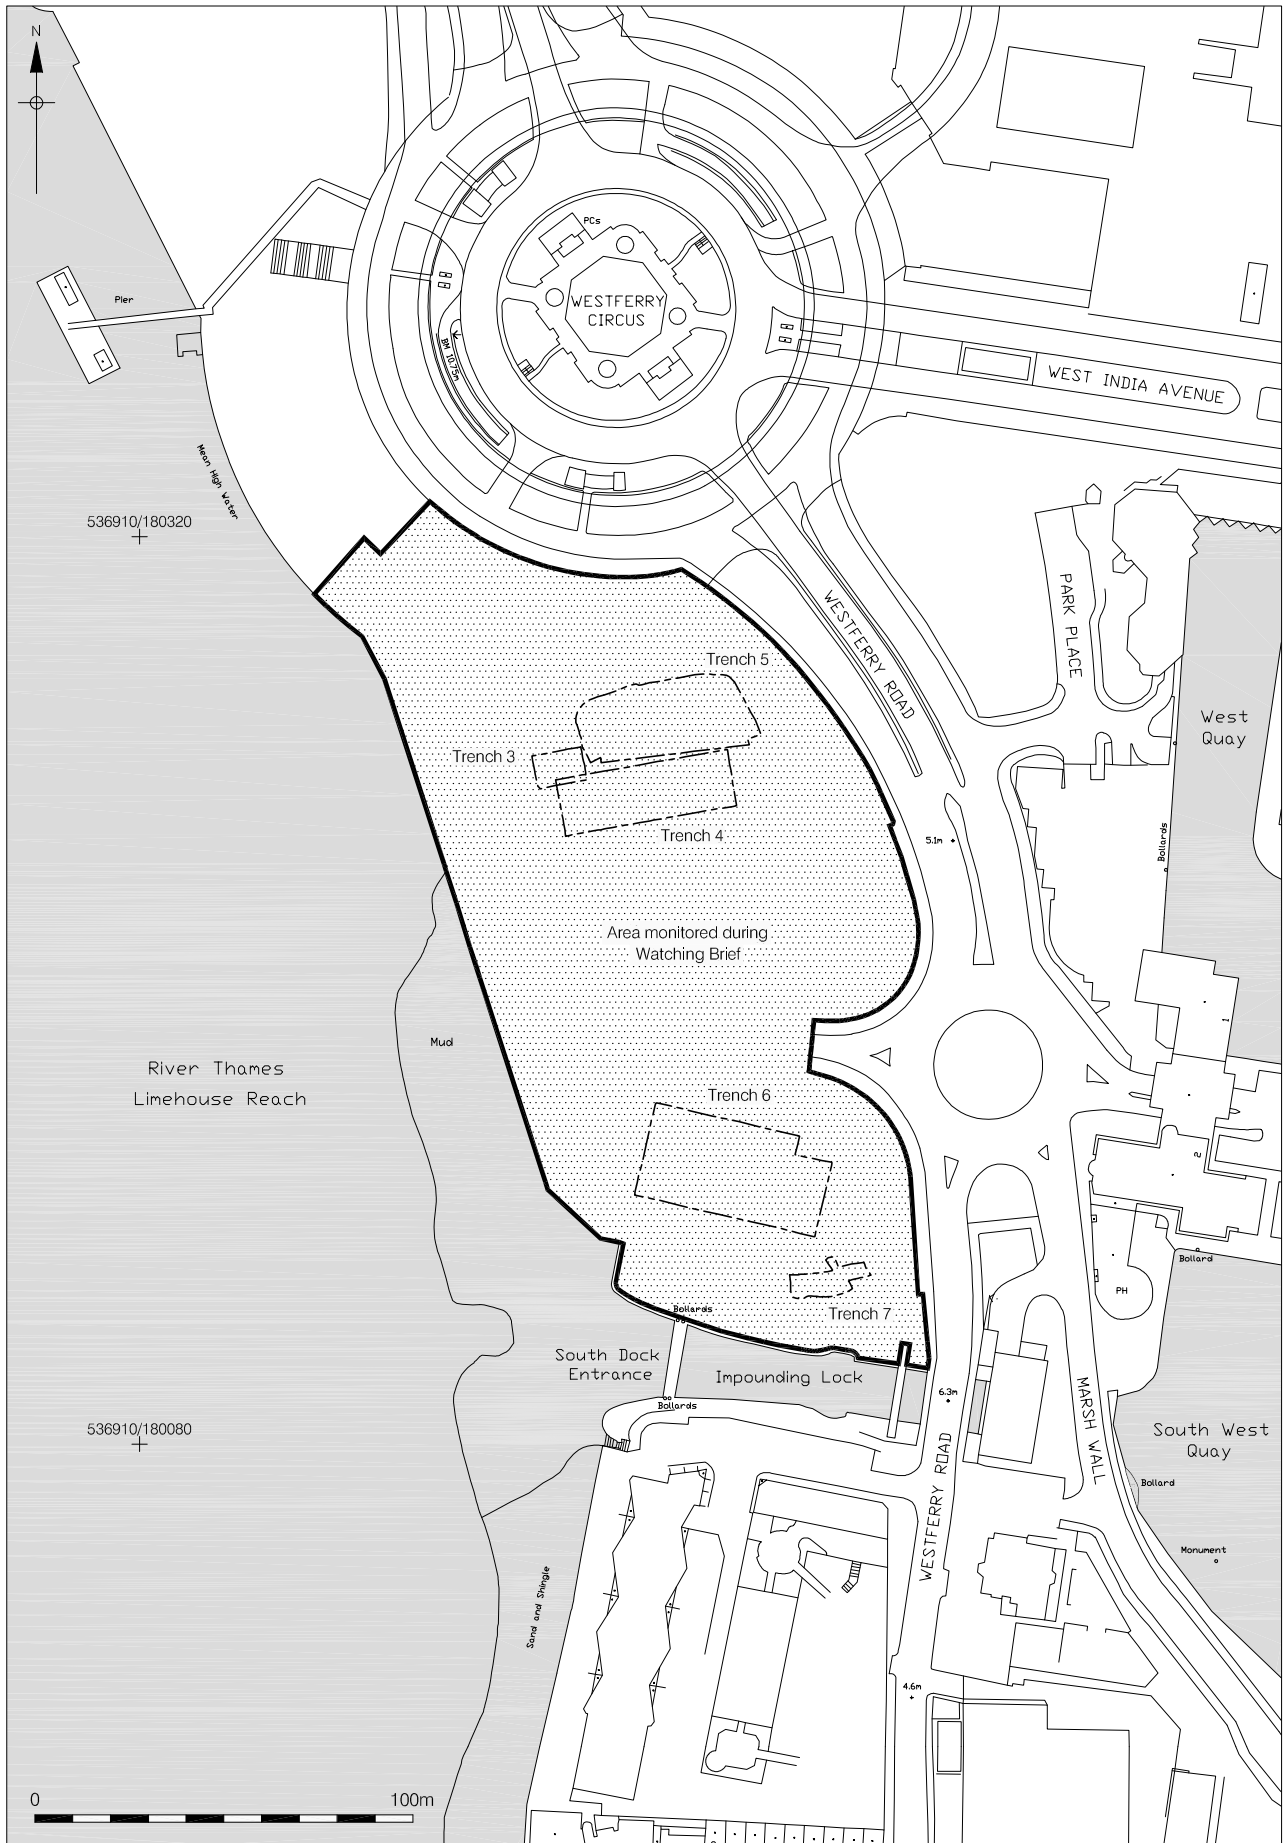 N
PCs
WESTFERRY
CIRCUS
Pier
BM 10.75m
WEST INDIA AVENUE
Mean High Water
536910/180320
PARK PLACE
WESTFERRY ROAD
Trench 5
West
Quay
Trench 3
Trench 4
5.1m
Bollards
Area monitored during
Watching Brief
1
Mud
River Thames
Limehouse Reach
Trench 6
2
Bollard
PH
Bollards
Trench 7
South Dock
Entrance
Impounding Lock
6.3m
Bollards
MARSH WALL
536910/180080
South West
Quay
WESTFERRY ROAD
Bollard
Monument
Sand and Shingle
4.6m
0
100m